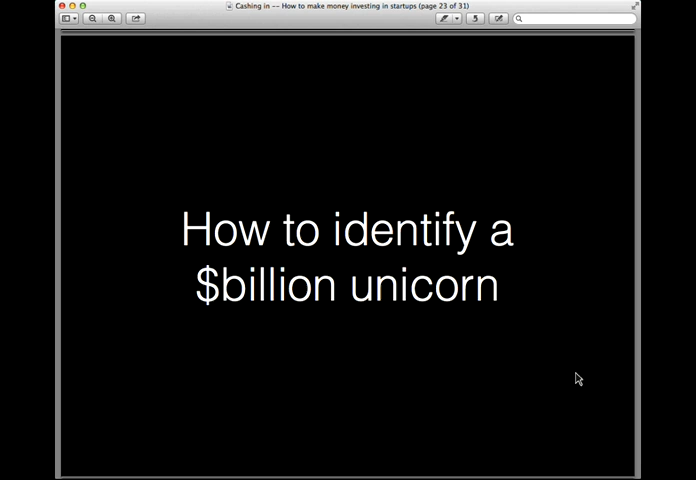 Cashing in -- How to make money investing in startups (page 23 of 31)
How to identify a
$billion unicorn